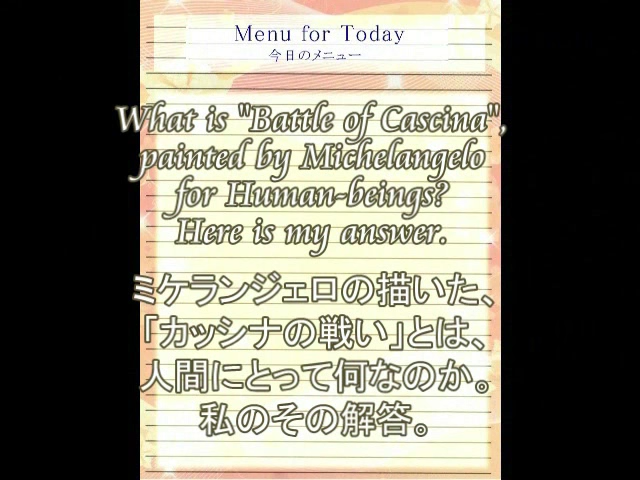 Menu for Today
今日のメニュー
What is "Battle of Cascina",
painted by Michelangelo
for Human-beings?
Here is my answer.
ミケランジェロの描いた、
「カッシナの戦い」とは、
人間にとって何なのか。
私のその解答。